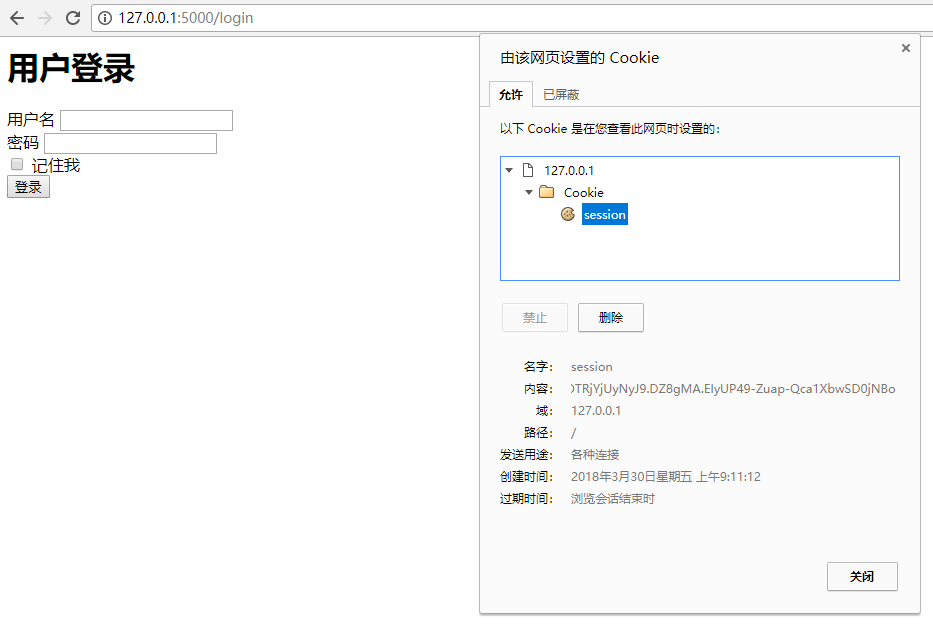 127.0.0.1:5000/login
用户登录
用户名
密码
记住我
登录
由该网页设置的 Cookie
允许 已屏蔽
以下 Cookie 是在您查看此网页时设置的:
127.0.0.1
Cookie
session
禁止 删除
名字: session
内容: OTRjYjUyNyJ9.DZ8gMA.EIyUP49-Zuap-Qca1XbwSD0jNBo
域: 127.0.0.1
路径: /
发送用途: 各种连接
创建时间: 2018年3月30日星期五 上午9:11:12
过期时间: 浏览会话结束时
关闭